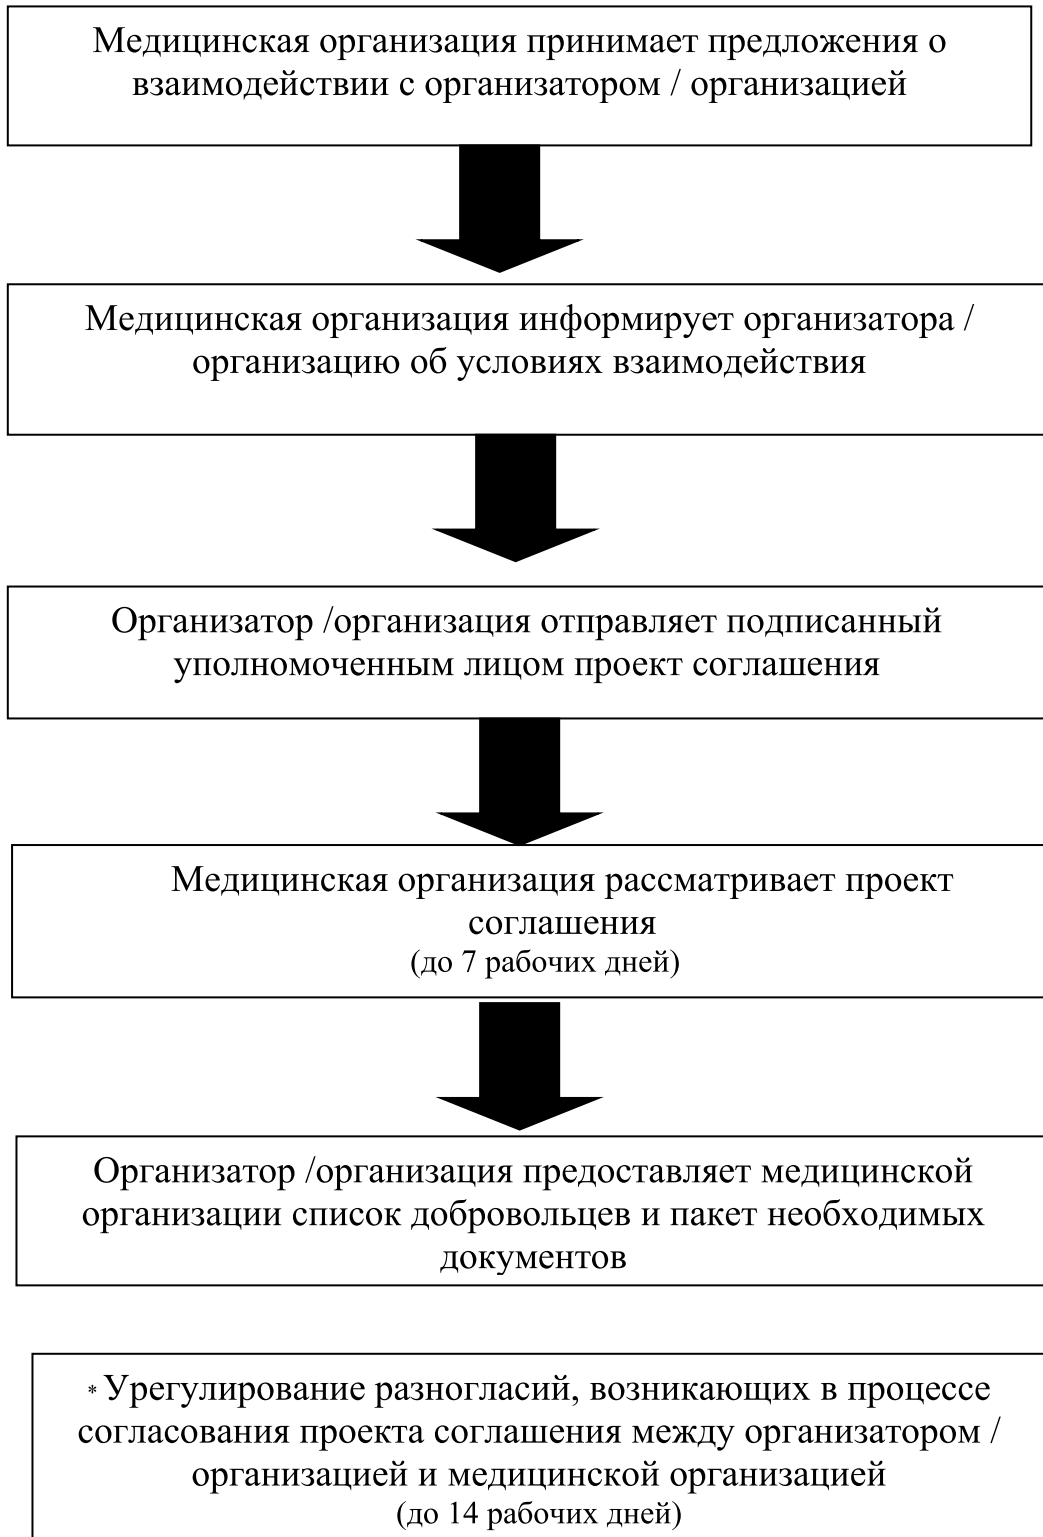 Медицинская организация принимает предложения о
взаимодействии с организатором / организацией
Медицинская организация информирует организатора /
организацию об условиях взаимодействия
Организатор /организация отправляет подписанный
уполномоченным лицом проект соглашения
Медицинская организация рассматривает проект
соглашения
(до 7 рабочих дней)
Организатор /организация предоставляет медицинской
организации список добровольцев и пакет необходимых
документов
* Урегулирование разногласий, возникающих в процессе
согласования проекта соглашения между организатором /
организацией и медицинской организацией
(до 14 рабочих дней)